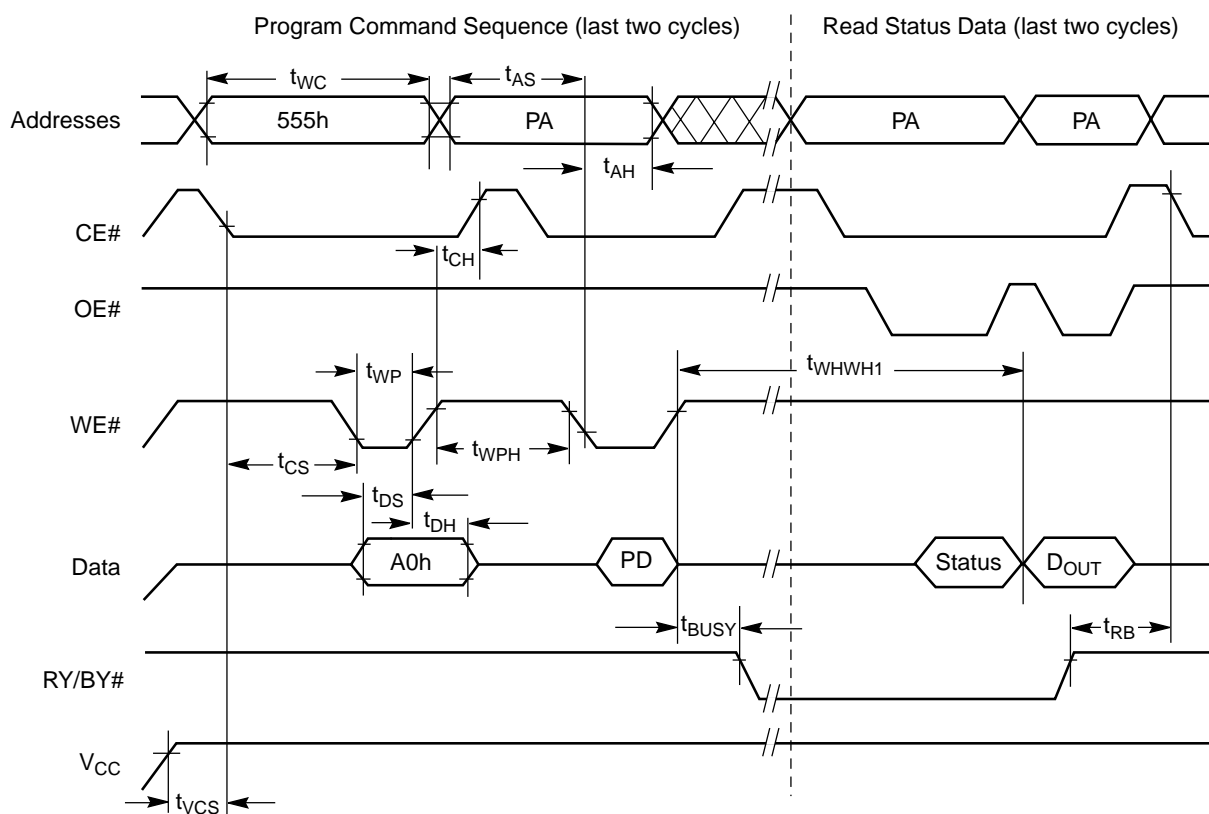 Program Command Sequence (last two cycles)
Read Status Data (last two cycles)
tWC
tAS
Addresses
555h
PA
PA
PA
tAH
CE#
tCH
OE#
tWP
tWHWH1
WE#
tCS
tWPH
tDS
tDH
Data
A0h
PD
Status
DOUT
tBUSY
tRB
RY/BY#
VCC
tVCS